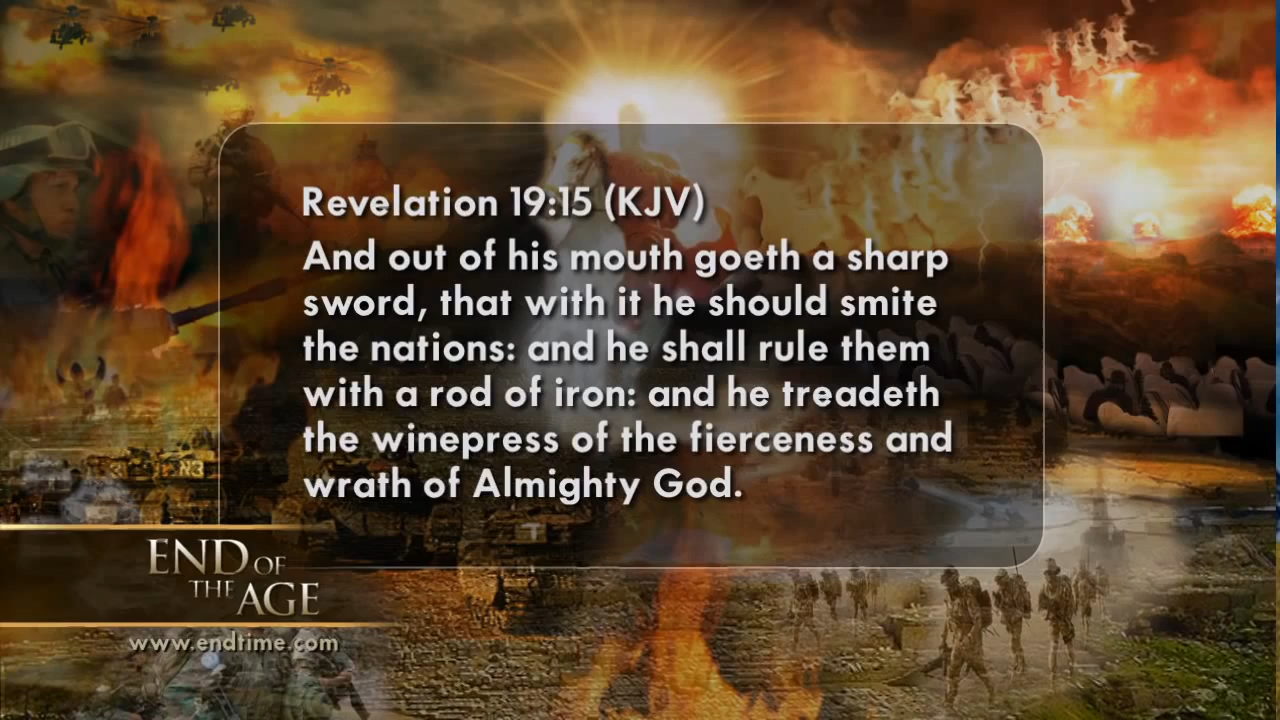 Revelation 19:15 (KJV)
And out of his mouth goeth a sharp
sword, that with it he should smite
the nations: and he shall rule them
with a rod of iron: and he treadeth
the winepress of the fierceness and
wrath of Almighty God.
END OF
THE AGE
www.endtime.com